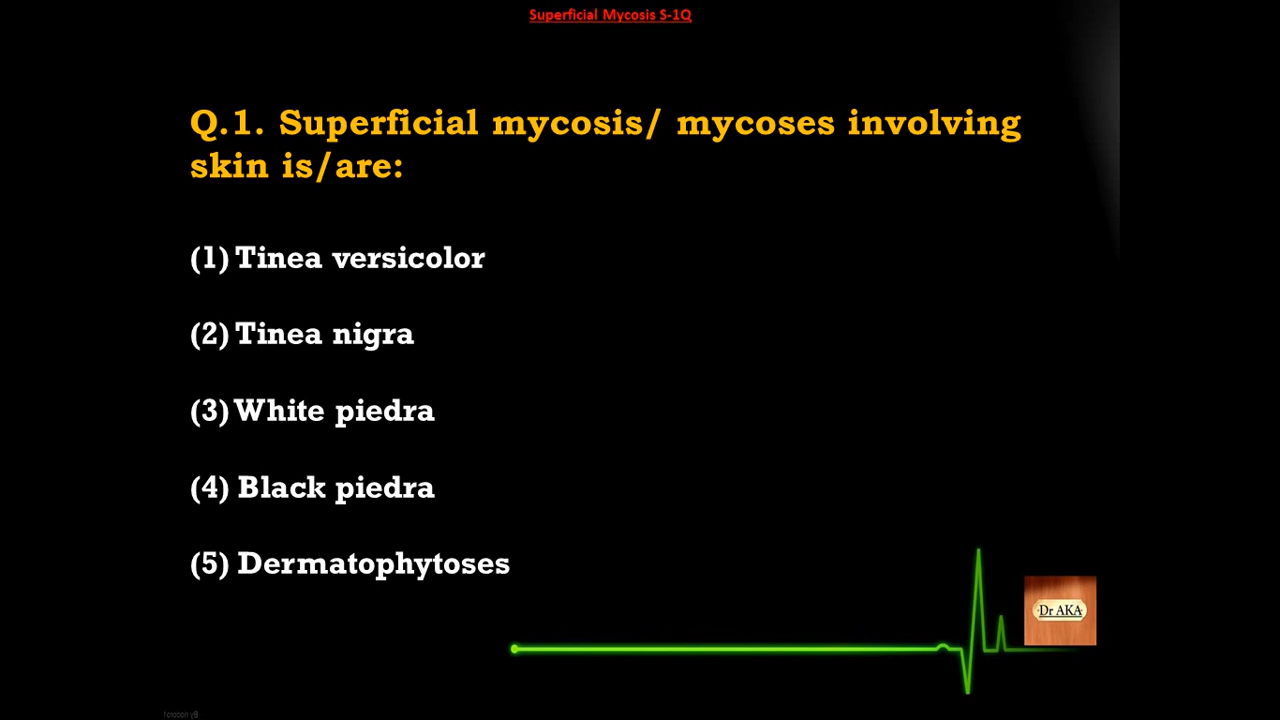 Superficial Mycosis S-1Q
Q.1. Superficial mycosis/ mycoses involving
skin is/are:
(1) Tinea versicolor
(2) Tinea nigra
(3) White piedra
(4) Black piedra
(5) Dermatophytoses
Dr AKA